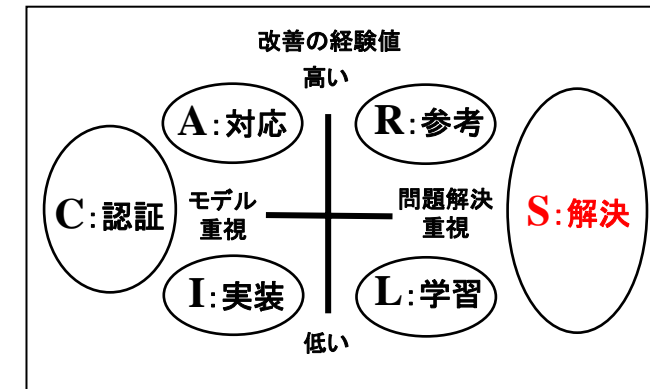 改善の経験値
高い
A:対応
R:参考
C:認証
モデル
重視
問題解決
重視
S:解決
I:実装
L:学習
低い